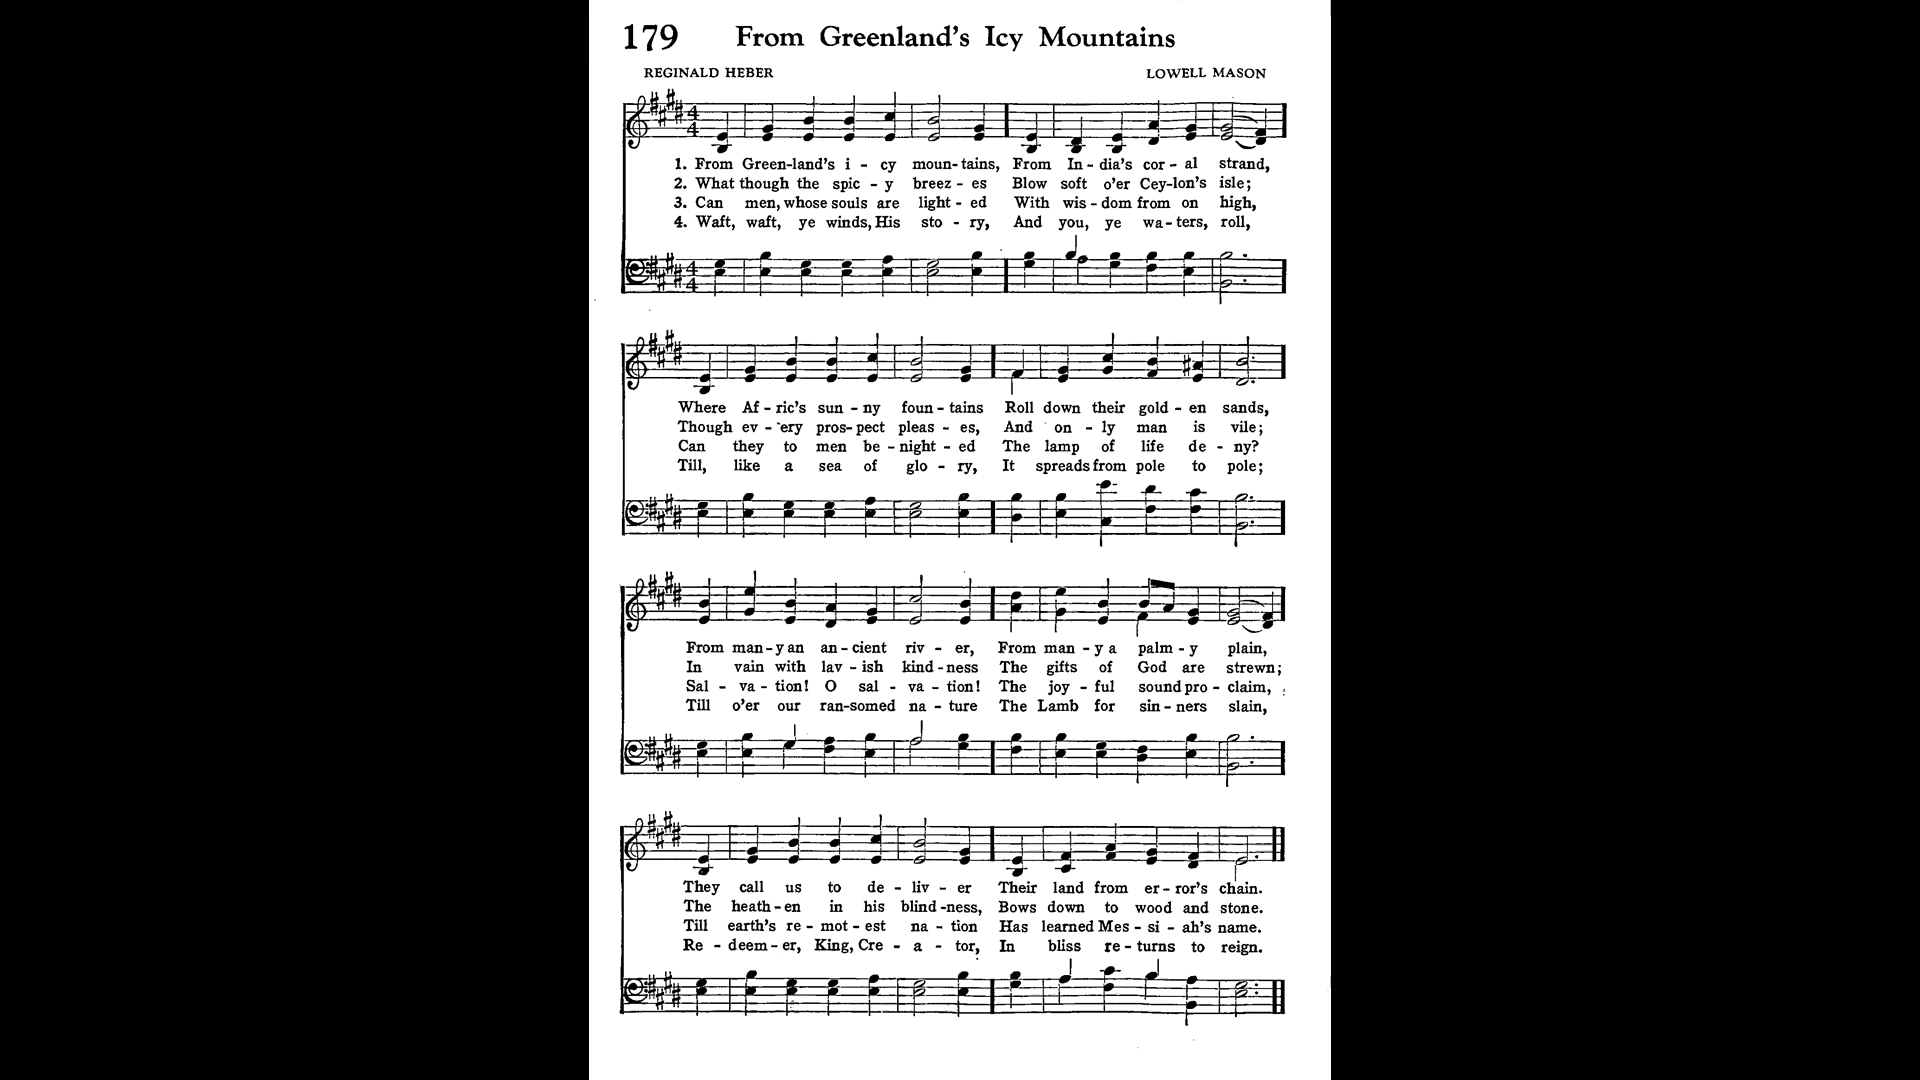 179 From Greenland's Icy Mountains
REGINALD HEBER LOWELL MASON
1. From Green-land's i - cy moun-tains, From In - dia's cor - al strand,
2. What though the spic - y breez - es Blow soft o'er Cey-lon's isle;
3. Can men, whose souls are light - ed With wis - dom from on high,
4. Waft, waft, ye winds, His sto - ry, And you, ye wa - ters, roll,
Where Af - ric's sun - ny foun - tains Roll down their gold - en sands,
Though ev - 'ery pros- pect pleas - es, And on - ly man is vile;
Can they to men be - night - ed The lamp of life de - ny?
Till, like a sea of glo - ry, It spreads from pole to pole;
From man - y an an - cient riv - er, From man - y a palm - y plain,
In vain with lav - ish kind - ness The gifts of God are strewn;
Sal - va - tion! O sal - va - tion! The joy - ful sound pro - claim,
Till o'er our ran-somed na - ture The Lamb for sin - ners slain,
They call us to de - liv - er Their land from er - ror's chain.
The heath - en in his blind -ness, Bows down to wood and stone.
Till earth's re - mot - est na - tion Has learned Mes - si - ah's name.
Re - deem - er, King, Cre - a - tor, In bliss re - turns to reign.